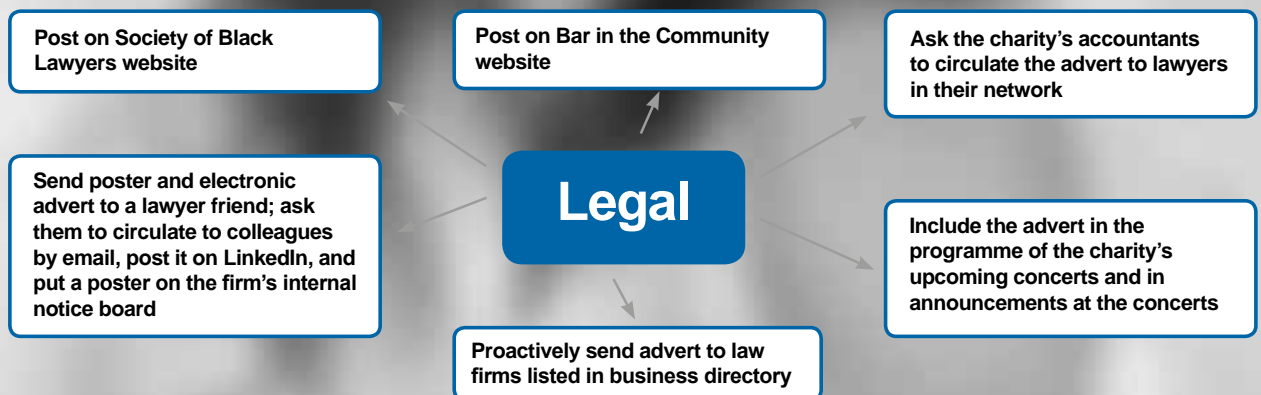 Post on Society of Black
Lawyers website
Post on Bar in the Community
website
Ask the charity’s accountants
to circulate the advert to lawyers
in their network
Send poster and electronic
advert to a lawyer friend; ask
them to circulate to colleagues
by email, post it on LinkedIn, and
put a poster on the firm’s internal
notice board
Legal
Include the advert in the
programme of the charity’s
upcoming concerts and in
announcements at the concerts
Proactively send advert to law
firms listed in business directory